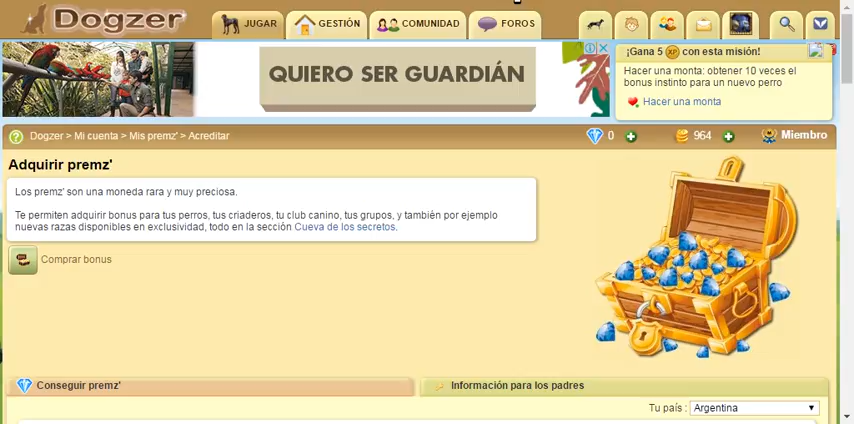 Dogzer
JUGAR
GESTIÓN
COMUNIDAD
FOROS
QUIERO SER GUARDIÁN
¡Gana 5 XP con esta misión!
Hacer una monta: obtener 10 veces el
bonus instinto para un nuevo perro
Hacer una monta
Dogzer > Mi cuenta > Mis premz' > Acreditar
0
964
Miembro
Adquirir premz'
Los premz' son una moneda rara y muy preciosa.
Te permiten adquirir bonus para tus perros, tus criaderos, tu club canino, tus grupos, y también por ejemplo
nuevas razas disponibles en exclusividad, todo en la sección Cueva de los secretos.
Comprar bonus
Conseguir premz'
Información para los padres
Tu país : Argentina